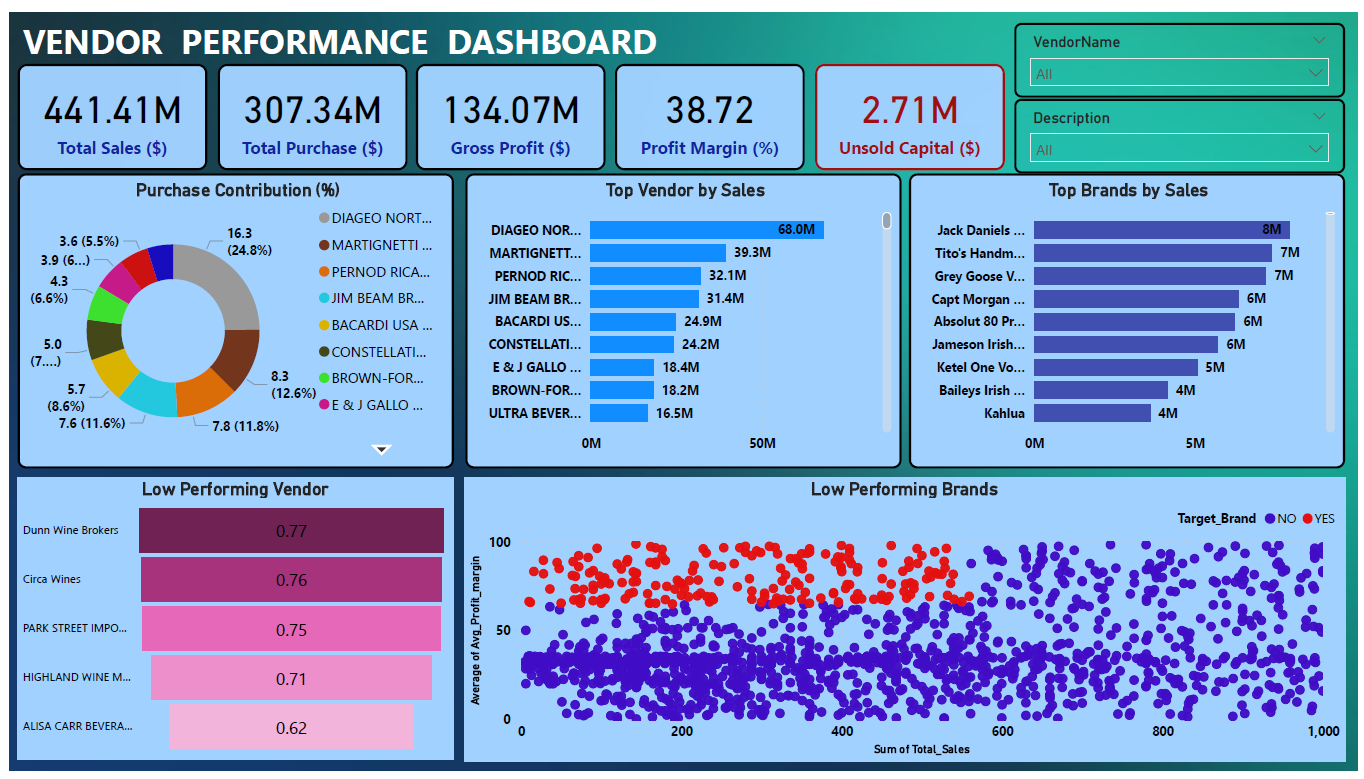 VENDOR PERFORMANCE DASHBOARD
441.41M
Total Sales ($)
307.34M
Total Purchase ($)
134.07M
Gross Profit ($)
38.72
Profit Margin (%)
2.71M
Unsold Capital ($)
VendorName
All
Description
All
Purchase Contribution (%)
16.3
(24.8%)
8.3
(12.6%)
7.8 (11.8%)
7.6 (11.6%)
5.7
(8.6%)
5.0
(7....)
4.3
(6.6%)
3.9 (6...)
3.6 (5.5%)
DIAGEO NORT...
MARTIGNETTI ...
PERNOD RICA...
JIM BEAM BR...
BACARDI USA ...
CONSTELLATI...
BROWN-FOR...
E & J GALLO ...
Top Vendor by Sales
DIAGEO NOR... 68.0M
MARTIGNETT... 39.3M
PERNOD RIC... 32.1M
JIM BEAM BR... 31.4M
BACARDI US... 24.9M
CONSTELLATI... 24.2M
E & J GALLO ... 18.4M
BROWN-FOR... 18.2M
ULTRA BEVER... 16.5M
0M 50M
Top Brands by Sales
Jack Daniels ... 8M
Tito's Handm... 7M
Grey Goose V... 7M
Capt Morgan ... 6M
Absolut 80 Pr... 6M
Jameson Irish... 6M
Ketel One Vo... 5M
Baileys Irish ... 4M
Kahlua 4M
0M 5M
Low Performing Vendor
Dunn Wine Brokers 0.77
Circa Wines 0.76
PARK STREET IMPO... 0.75
HIGHLAND WINE M... 0.71
ALISA CARR BEVERA... 0.62
Low Performing Brands
Target_Brand NO YES
Average of Avg_Profit_margin
100
50
0
0 200 400 600 800 1,000
Sum of Total_Sales